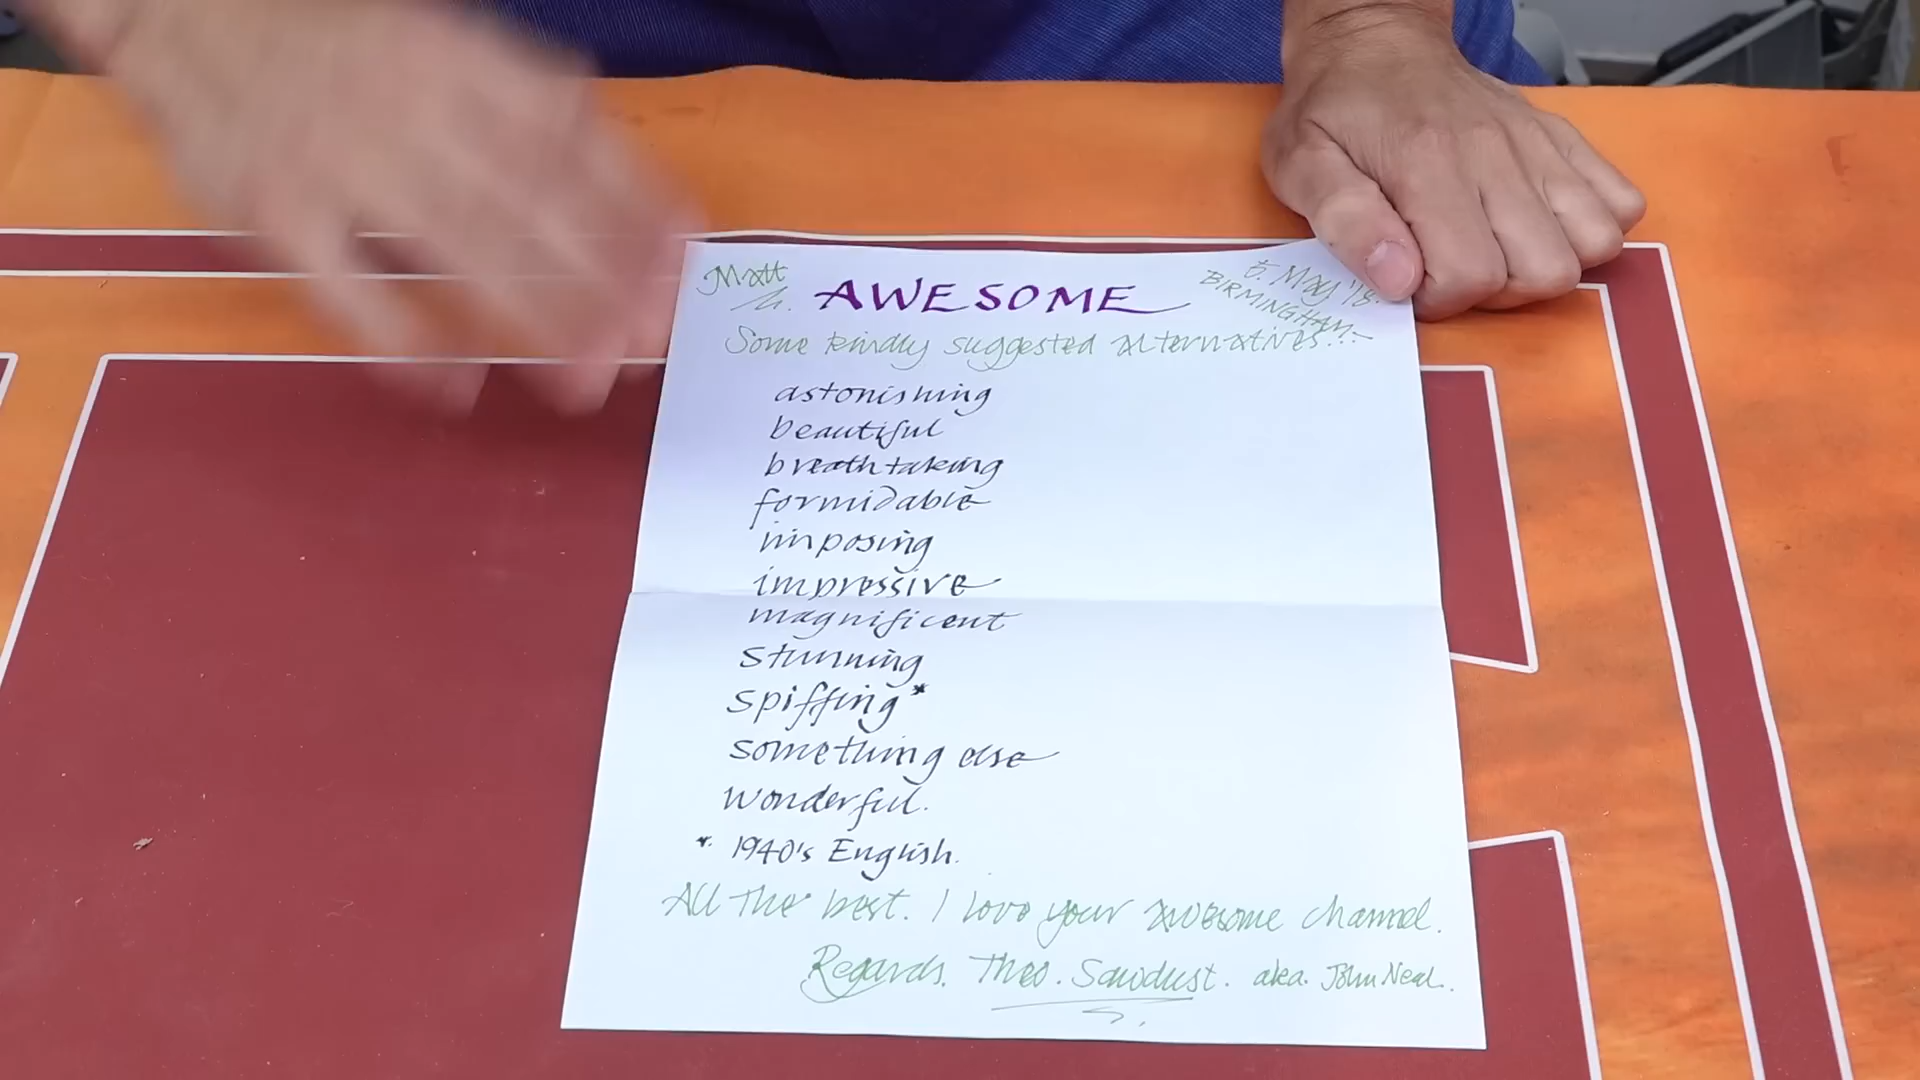 Matt
AWESOME
5 May '18
BIRMINGHAM
Some kindly suggested alternatives...
astonishing
beautiful
breathtaking
formidable
imposing
impressive
magnificent
stunning
spiffing*
something else
wonderful.
* 1940's English.
All the best. I love your awesome channel.
Regards. Theo. Sawdust. aka. John Neal.